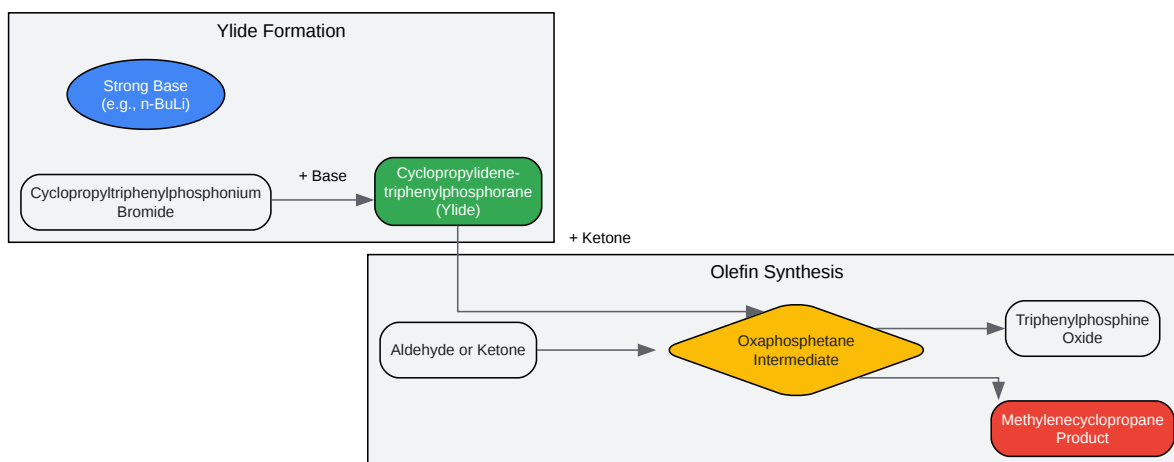 Ylide Formation
Strong Base
(e.g., n-BuLi)
Cyclopropyltriphenylphosphonium
Bromide
+ Base
Cyclopropylidene-
triphenylphosphorane
(Ylide)
+ Ketone
Olefin Synthesis
Aldehyde or Ketone
Oxaphosphetane
Intermediate
Triphenylphosphine
Oxide
Methylenecyclopropane
Product